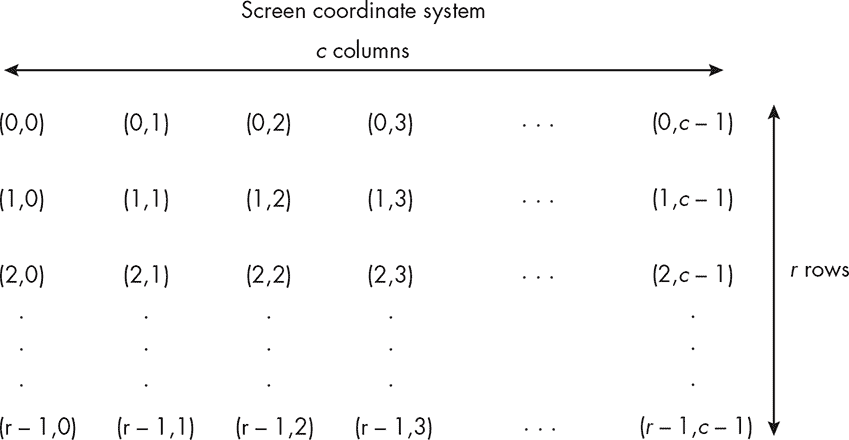 Screen coordinate system
c columns
(0,0) (0,1) (0,2) (0,3) · · · (0,c – 1)
(1,0) (1,1) (1,2) (1,3) · · · (1,c – 1)
(2,0) (2,1) (2,2) (2,3) · · · (2,c – 1)
r rows
· · · · ·
· · · · ·
· · · · ·
(r – 1,0) (r – 1,1) (r – 1,2) (r – 1,3) · · · (r – 1,c – 1)